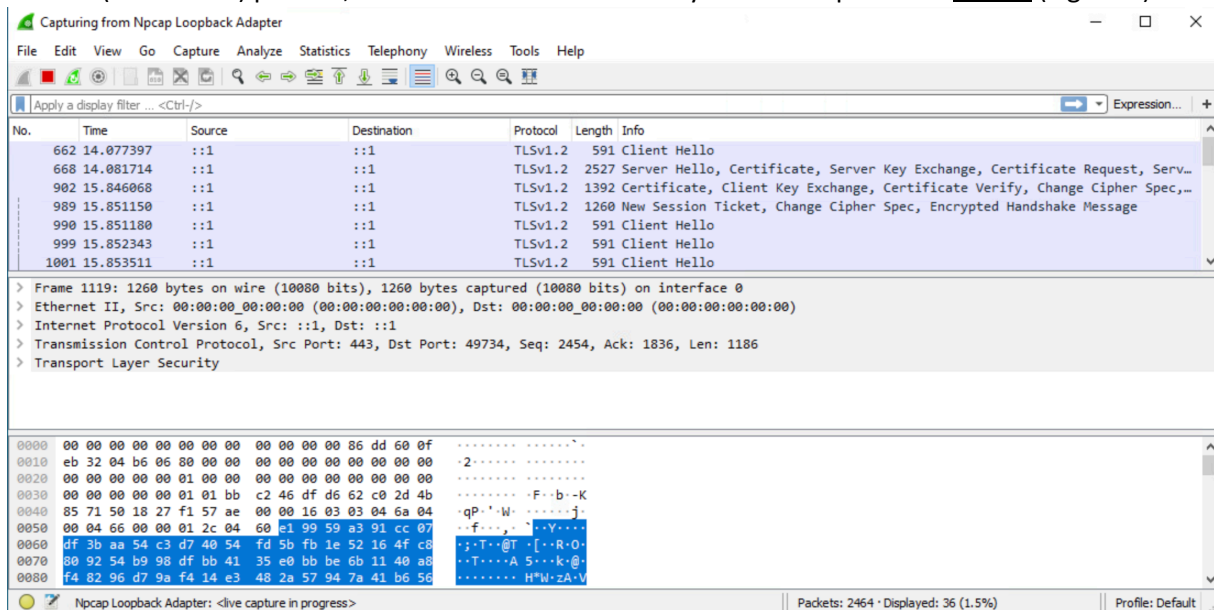 Capturing from Npcap Loopback Adapter
File Edit View Go Capture Analyze Statistics Telephony Wireless Tools Help
Apply a display filter ... <Ctrl-/> Expression... +
No. Time Source Destination Protocol Length Info
662 14.077397 ::1 ::1 TLSv1.2 591 Client Hello
668 14.081714 ::1 ::1 TLSv1.2 2527 Server Hello, Certificate, Server Key Exchange, Certificate Request, Serv…
902 15.846068 ::1 ::1 TLSv1.2 1392 Certificate, Client Key Exchange, Certificate Verify, Change Cipher Spec,…
989 15.851150 ::1 ::1 TLSv1.2 1260 New Session Ticket, Change Cipher Spec, Encrypted Handshake Message
990 15.851180 ::1 ::1 TLSv1.2 591 Client Hello
999 15.852343 ::1 ::1 TLSv1.2 591 Client Hello
1001 15.853511 ::1 ::1 TLSv1.2 591 Client Hello
> Frame 1119: 1260 bytes on wire (10080 bits), 1260 bytes captured (10080 bits) on interface 0
> Ethernet II, Src: 00:00:00_00:00:00 (00:00:00:00:00:00), Dst: 00:00:00_00:00:00 (00:00:00:00:00:00)
> Internet Protocol Version 6, Src: ::1, Dst: ::1
> Transmission Control Protocol, Src Port: 443, Dst Port: 49734, Seq: 2454, Ack: 1836, Len: 1186
> Transport Layer Security
0000 00 00 00 00 00 00 00 00 00 00 00 00 86 dd 60 0f ········ ······`·
0010 eb 32 04 b6 06 80 00 00 00 00 00 00 00 00 00 00 ·2······ ········
0020 00 00 00 00 00 01 00 00 00 00 00 00 00 00 00 00 ········ ········
0030 00 00 00 00 00 01 01 bb c2 46 df d6 62 c0 2d 4b ········ ·F··b·-K
0040 85 71 50 18 27 f1 57 ae 00 00 16 03 03 04 6a 04 ·qP·'·W· ······j·
0050 00 04 66 00 00 01 2c 04 60 e1 99 59 a3 91 cc 07 ··f···,· `··Y····
0060 df 3b aa 54 c3 d7 40 54 fd 5b fb 1e 52 16 4f c8 ·;·T··@T ·[··R·O·
0070 80 92 54 b9 98 df bb 41 35 e0 bb be 6b 11 40 a8 ··T····A 5···k·@·
0080 f4 82 96 d7 9a f4 14 e3 48 2a 57 94 7a 41 b6 56 ········ H*W·zA·V
Npcap Loopback Adapter: <live capture in progress> Packets: 2464 · Displayed: 36 (1.5%) Profile: Default